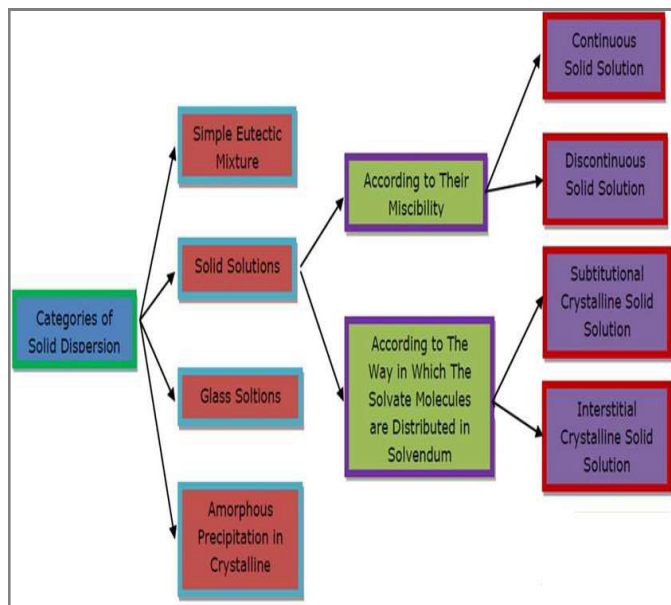 Categories of
Solid Dispersion
Simple Eutectic
Mixture
Solid Solutions
Glass Soltions
Amorphous
Precipitation in
Crystalline
According to Their
Miscibility
According to The
Way in Which The
Solvate Molecules
are Distributed in
Solvendum
Continuous
Solid Solution
Discontinuous
Solid Solution
Subtitutional
Crystalline Solid
Solution
Interstitial
Crystalline Solid
Solution